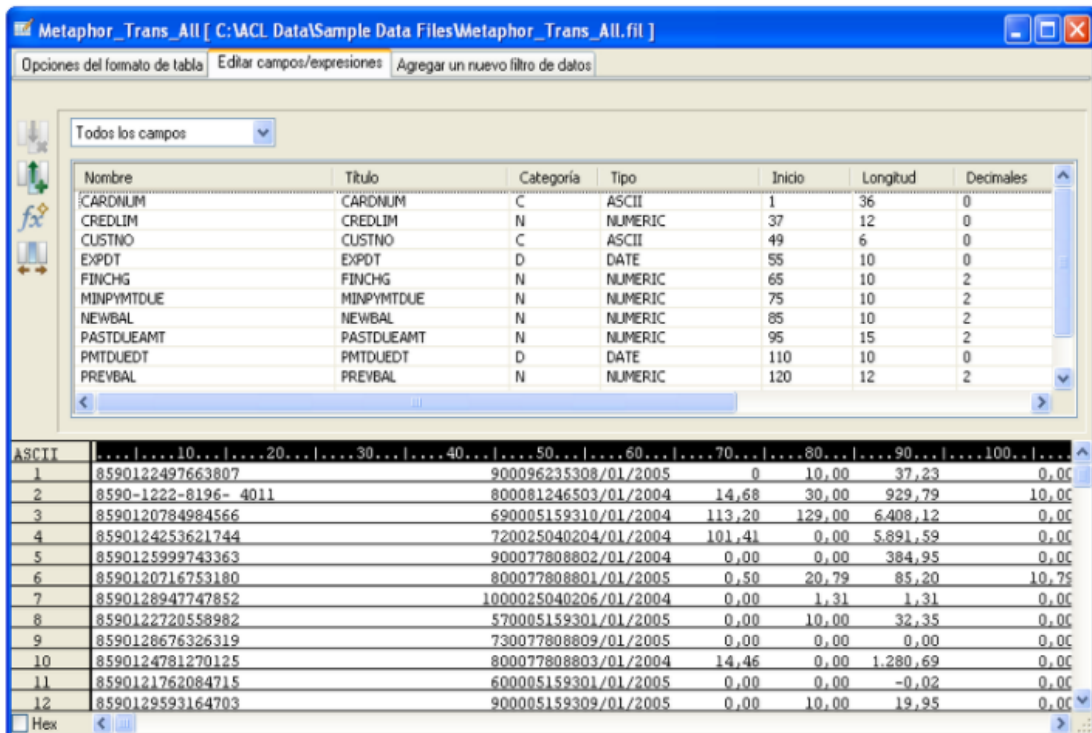 Metaphor_Trans_All [ C:\ACL Data\Sample Data Files\Metaphor_Trans_All.fil ]
Opciones del formato de tabla Editar campos/expresiones Agregar un nuevo filtro de datos
Todos los campos
Nombre Título Categoría Tipo Inicio Longitud Decimales
CARDNUM CARDNUM C ASCII 1 36 0
CREDLIM CREDLIM N NUMERIC 37 12 0
CUSTNO CUSTNO C ASCII 49 6 0
EXPDT EXPDT D DATE 55 10 0
FINCHG FINCHG N NUMERIC 65 10 2
MINPYMTDUE MINPYMTDUE N NUMERIC 75 10 2
NEWBAL NEWBAL N NUMERIC 85 10 2
PASTDUEAMT PASTDUEAMT N NUMERIC 95 15 2
PMTDUEDT PMTDUEDT D DATE 110 10 0
PREVBAL PREVBAL N NUMERIC 120 12 2
ASCII ....|....10...|....20...|....30...|....40...|....50...|....60...|....70...|....80...|....90...|....100..|....
1 8590122497663807 900096235308/01/2005 0 10,00 37,23 0,00
2 8590-1222-8196- 4011 800081246503/01/2004 14,68 30,00 929,79 10,00
3 8590120784984566 690005159310/01/2004 113,20 129,00 6.408,12 0,00
4 8590124253621744 720025040204/01/2004 101,41 0,00 5.891,59 0,00
5 8590125999743363 900077808802/01/2004 0,00 0,00 384,95 0,00
6 8590120716753180 800077808801/01/2005 0,50 20,79 85,20 10,79
7 8590128947747852 1000025040206/01/2004 0,00 1,31 1,31 0,00
8 8590122720558982 570005159301/01/2005 0,00 10,00 32,35 0,00
9 8590128676326319 730077808809/01/2005 0,00 0,00 0,00 0,00
10 8590124781270125 800077808803/01/2004 14,46 0,00 1.280,69 0,00
11 8590121762084715 600005159301/01/2005 0,00 0,00 -0,02 0,00
12 8590129593164703 900005159309/01/2005 0,00 10,00 19,95 0,00
Hex